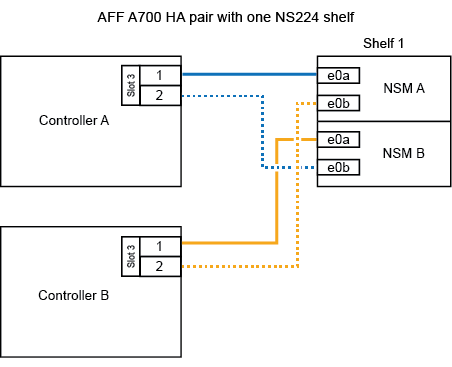 AFF A700 HA pair with one NS224 shelf
Shelf 1
Controller A
Slot 3
1
2
e0a
e0b
NSM A
e0a
e0b
NSM B
Controller B
Slot 3
1
2